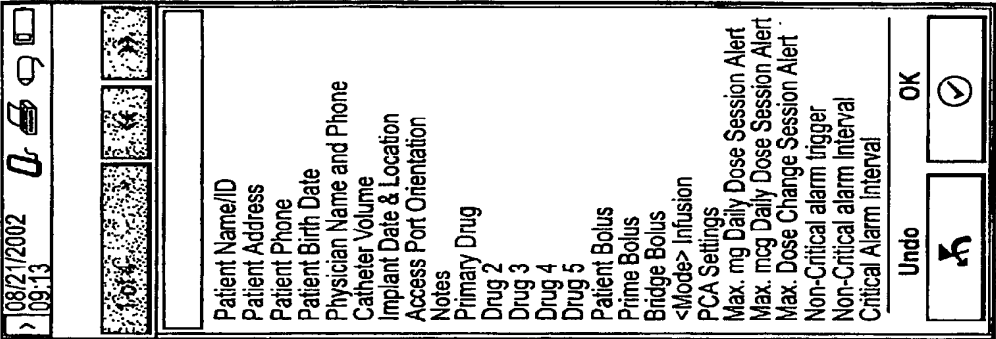 > 08/21/2002
09:13
»
«
Patient Name/ID
Patient Address
Patient Phone
Patient Birth Date
Physician Name and Phone
Catheter Volume
Implant Date & Location
Access Port Orientation
Notes
Primary Drug
Drug 2
Drug 3
Drug 4
Drug 5
Patient Bolus
Prime Bolus
Bridge Bolus
<Mode> Infusion
PCA Settings
Max. mg Daily Dose Session Alert
Max. mcg Daily Dose Session Alert
Max. Dose Change Session Alert
Non-Critical alarm trigger
Non-Critical alarm Interval
Critical Alarm Interval
Undo
OK